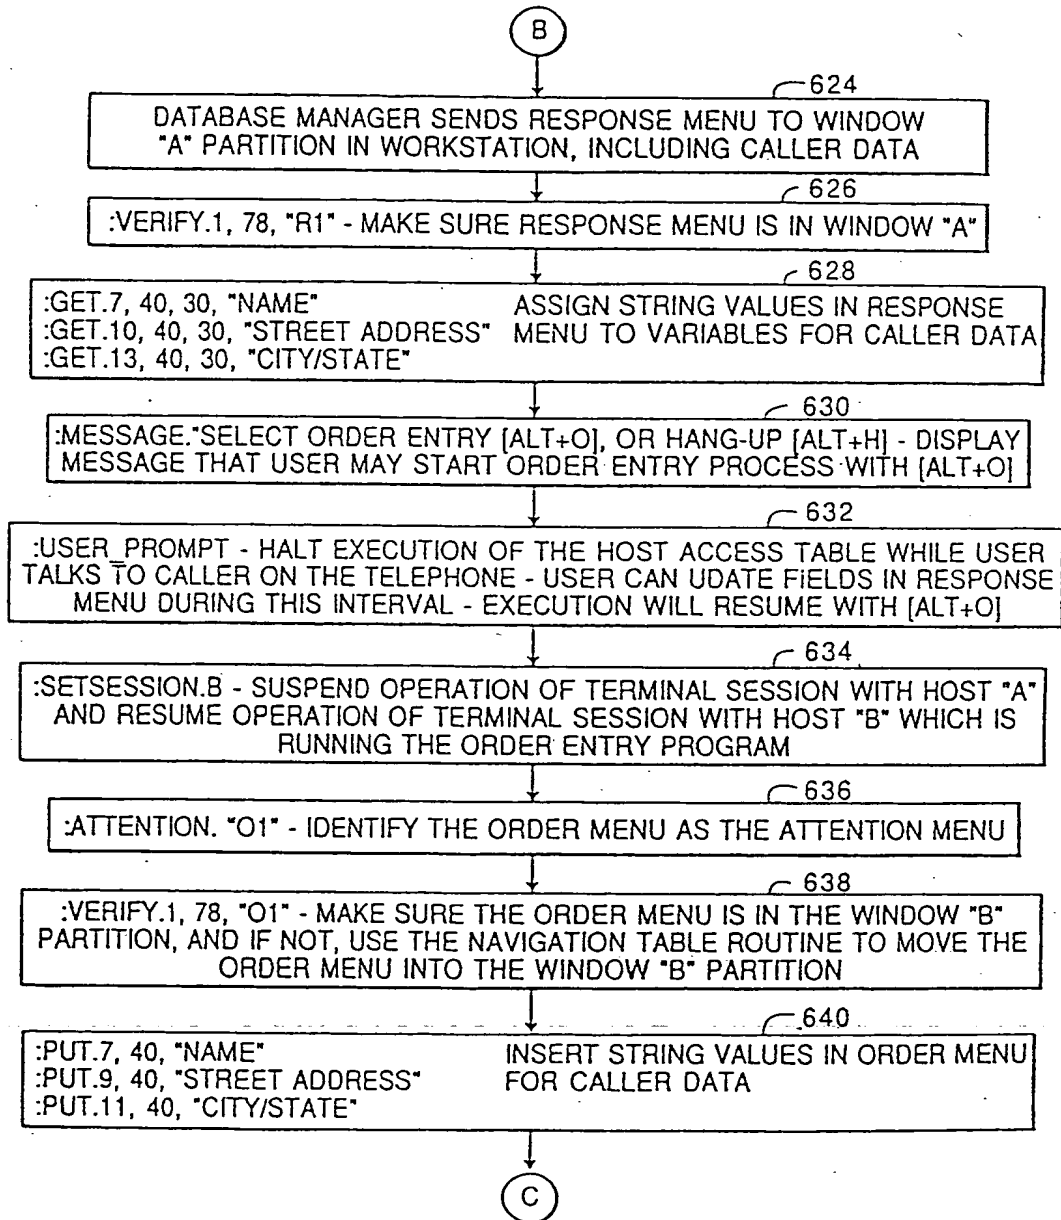 B
624
DATABASE MANAGER SENDS RESPONSE MENU TO WINDOW
"A" PARTITION IN WORKSTATION, INCLUDING CALLER DATA
626
:VERIFY.1, 78, "R1" - MAKE SURE RESPONSE MENU IS IN WINDOW "A"
628
:GET.7, 40, 30, "NAME" ASSIGN STRING VALUES IN RESPONSE
:GET.10, 40, 30, "STREET ADDRESS" MENU TO VARIABLES FOR CALLER DATA
:GET.13, 40, 30, "CITY/STATE"
630
:MESSAGE."SELECT ORDER ENTRY [ALT+O], OR HANG-UP [ALT+H] - DISPLAY
MESSAGE THAT USER MAY START ORDER ENTRY PROCESS WITH [ALT+O]
632
:USER_PROMPT - HALT EXECUTION OF THE HOST ACCESS TABLE WHILE USER
TALKS TO CALLER ON THE TELEPHONE - USER CAN UDATE FIELDS IN RESPONSE
MENU DURING THIS INTERVAL - EXECUTION WILL RESUME WITH [ALT+O]
634
:SETSESSION.B - SUSPEND OPERATION OF TERMINAL SESSION WITH HOST "A"
AND RESUME OPERATION OF TERMINAL SESSION WITH HOST "B" WHICH IS
RUNNING THE ORDER ENTRY PROGRAM
636
:ATTENTION. "O1" - IDENTIFY THE ORDER MENU AS THE ATTENTION MENU
638
:VERIFY.1, 78, "O1" - MAKE SURE THE ORDER MENU IS IN THE WINDOW "B"
PARTITION, AND IF NOT, USE THE NAVIGATION TABLE ROUTINE TO MOVE THE
ORDER MENU INTO THE WINDOW "B" PARTITION
640
:PUT.7, 40, "NAME" INSERT STRING VALUES IN ORDER MENU
:PUT.9, 40, "STREET ADDRESS" FOR CALLER DATA
:PUT.11, 40, "CITY/STATE"
C